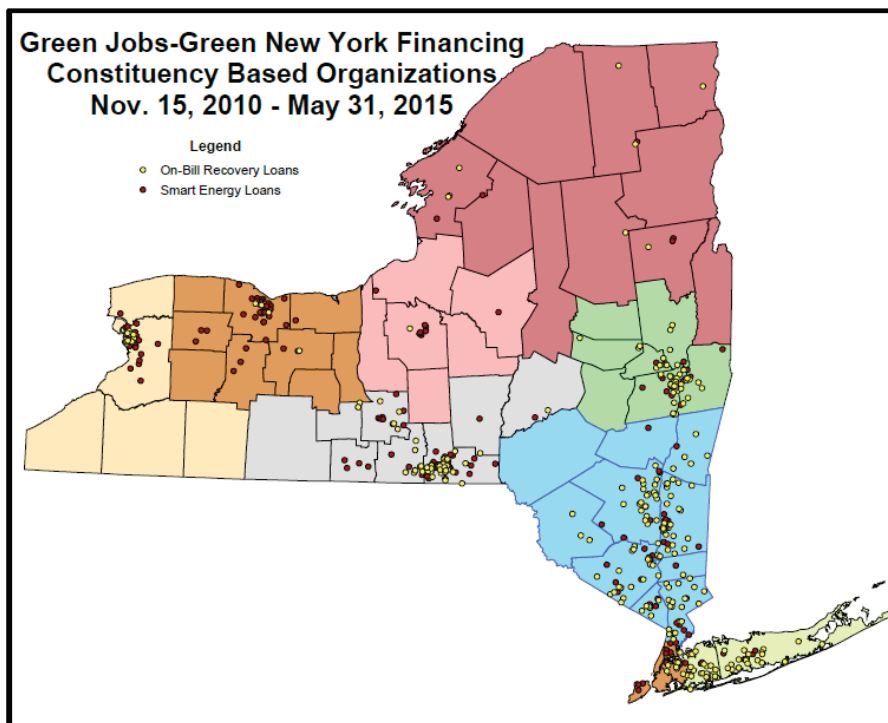 Green Jobs-Green New York Financing
Constituency Based Organizations
Nov. 15, 2010 - May 31, 2015
Legend
On-Bill Recovery Loans
Smart Energy Loans